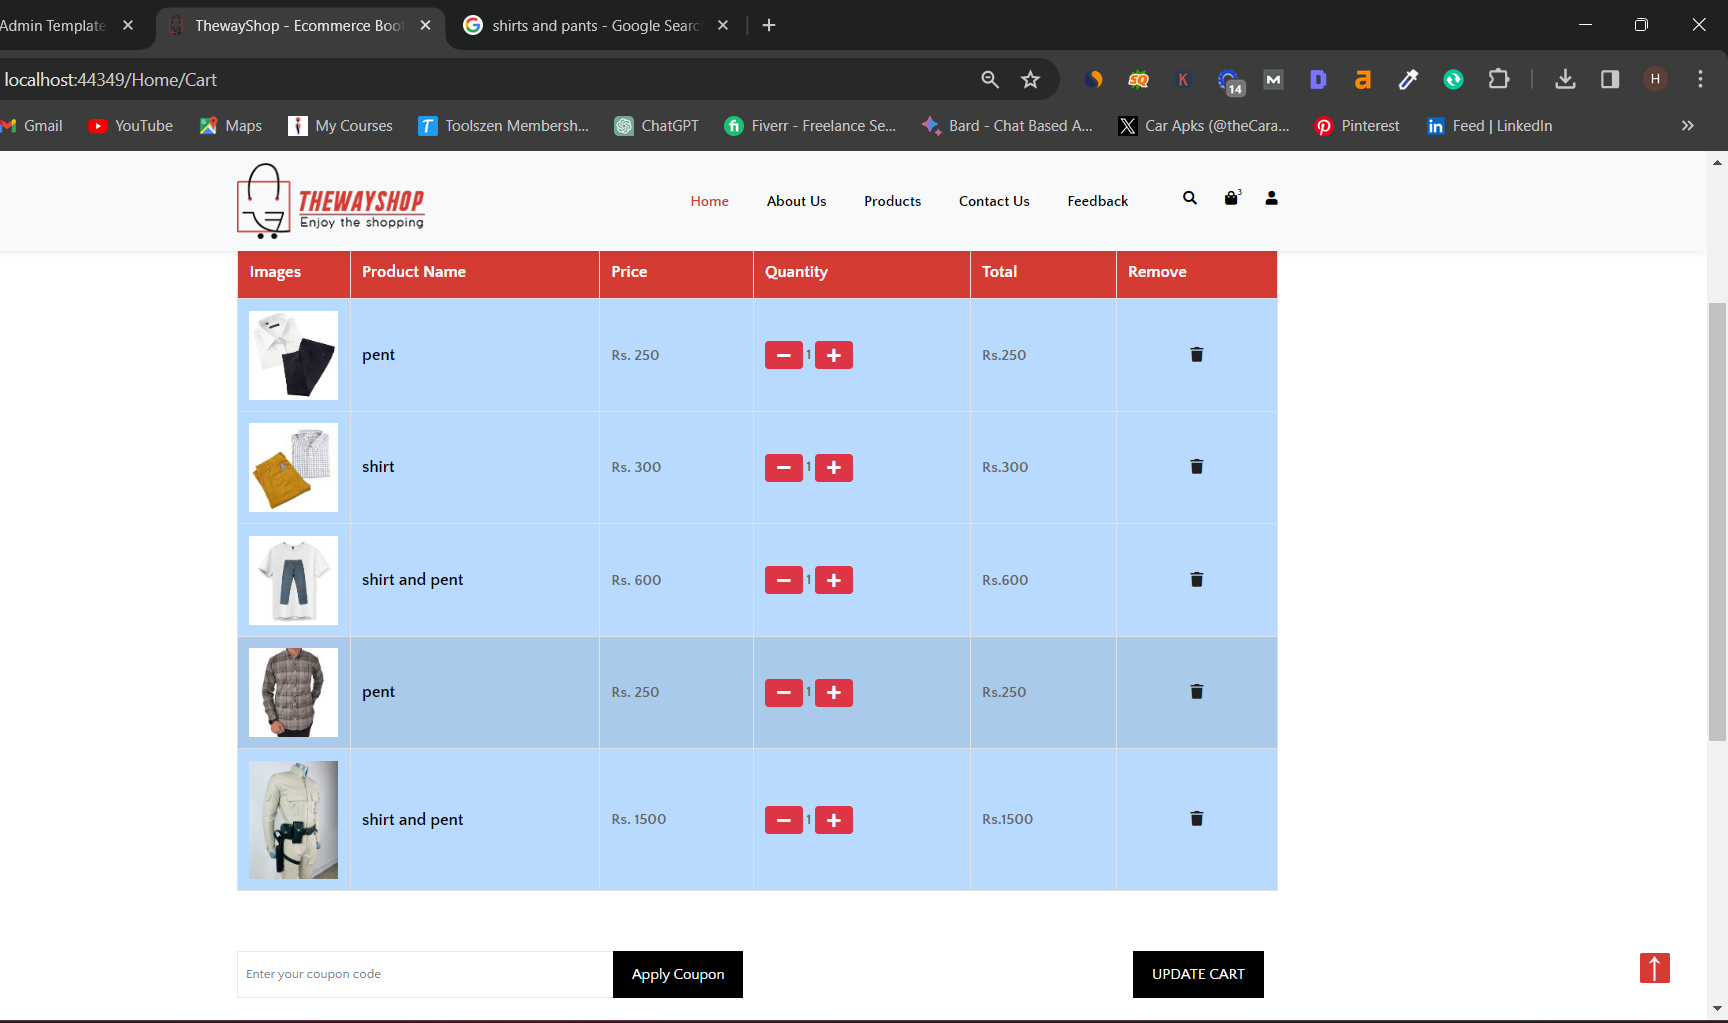 Admin Template
ThewayShop - Ecommerce Boot
shirts and pants - Google Searc
localhost:44349/Home/Cart
14
H
Gmail
YouTube
Maps
My Courses
Toolszen Membersh...
ChatGPT
Fiverr - Freelance Se...
Bard - Chat Based A...
Car Apks (@theCara...
Pinterest
Feed | LinkedIn
THEWAYSHOP
Enjoy the shopping
Home
About Us
Products
Contact Us
Feedback
3
Images Product Name Price Quantity Total Remove
pent Rs. 250 1 Rs.250
shirt Rs. 300 1 Rs.300
shirt and pent Rs. 600 1 Rs.600
pent Rs. 250 1 Rs.250
shirt and pent Rs. 1500 1 Rs.1500
Enter your coupon code
Apply Coupon
UPDATE CART